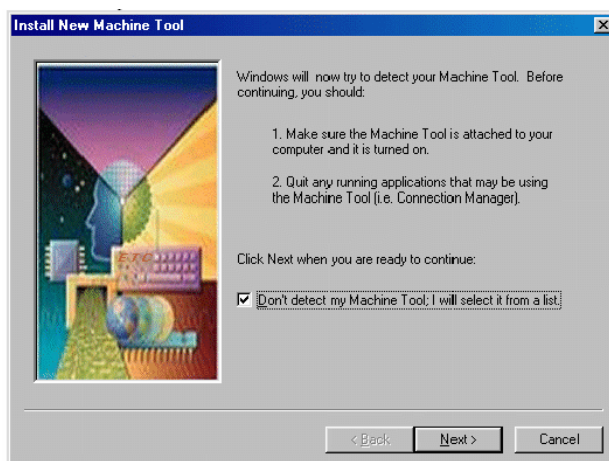 Install New Machine Tool
Windows will now try to detect your Machine Tool. Before
continuing, you should:
1. Make sure the Machine Tool is attached to your
computer and it is turned on.
2. Quit any running applications that may be using
the Machine Tool (i.e. Connection Manager).
E.T.C
Click Next when you are ready to continue:
Don't detect my Machine Tool; I will select it from a list.
< Back
Next >
Cancel